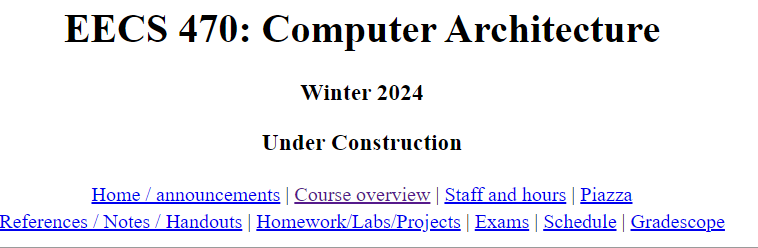 EECS 470: Computer Architecture
Winter 2024
Under Construction
Home / announcements | Course overview | Staff and hours | Piazza
References / Notes / Handouts | Homework/Labs/Projects | Exams | Schedule | Gradescope